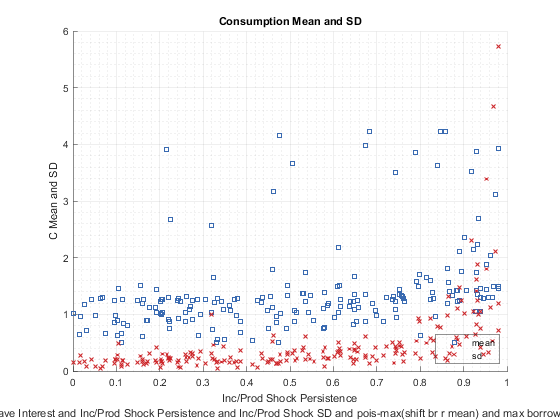 Consumption Mean and SD
6
5
4
3
2
1
0
C Mean and SD
0 0.1 0.2 0.3 0.4 0.5 0.6 0.7 0.8 0.9 1
mean
sd
Inc/Prod Shock Persistence
ave Interest and Inc/Prod Shock Persistence and Inc/Prod Shock SD and pois-max(shift br r mean) and max borrow